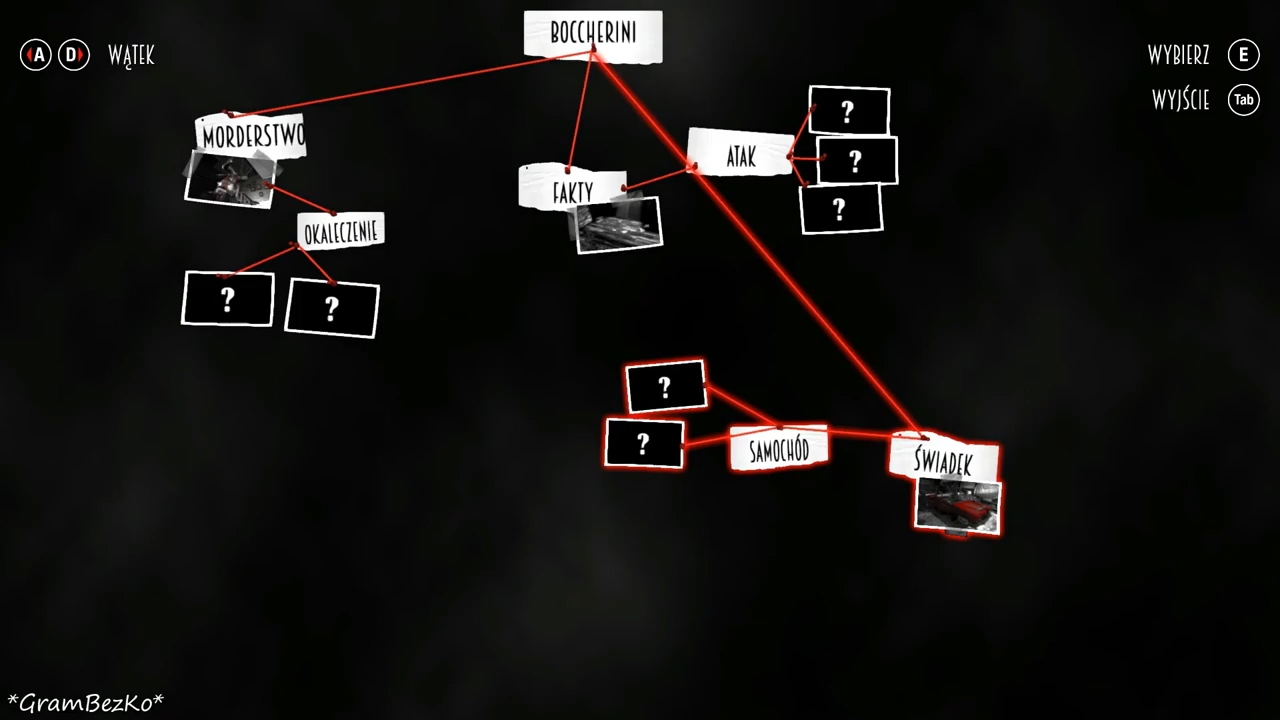 BOCCHERINI
A D WĄTEK
WYBIERZ E
WYJŚCIE Tab
MORDERSTWO
?
ATAK
?
FAKTY
?
OKALECZENIE
? ?
?
?
SAMOCHÓD
ŚWIADEK
*GramBezKo*